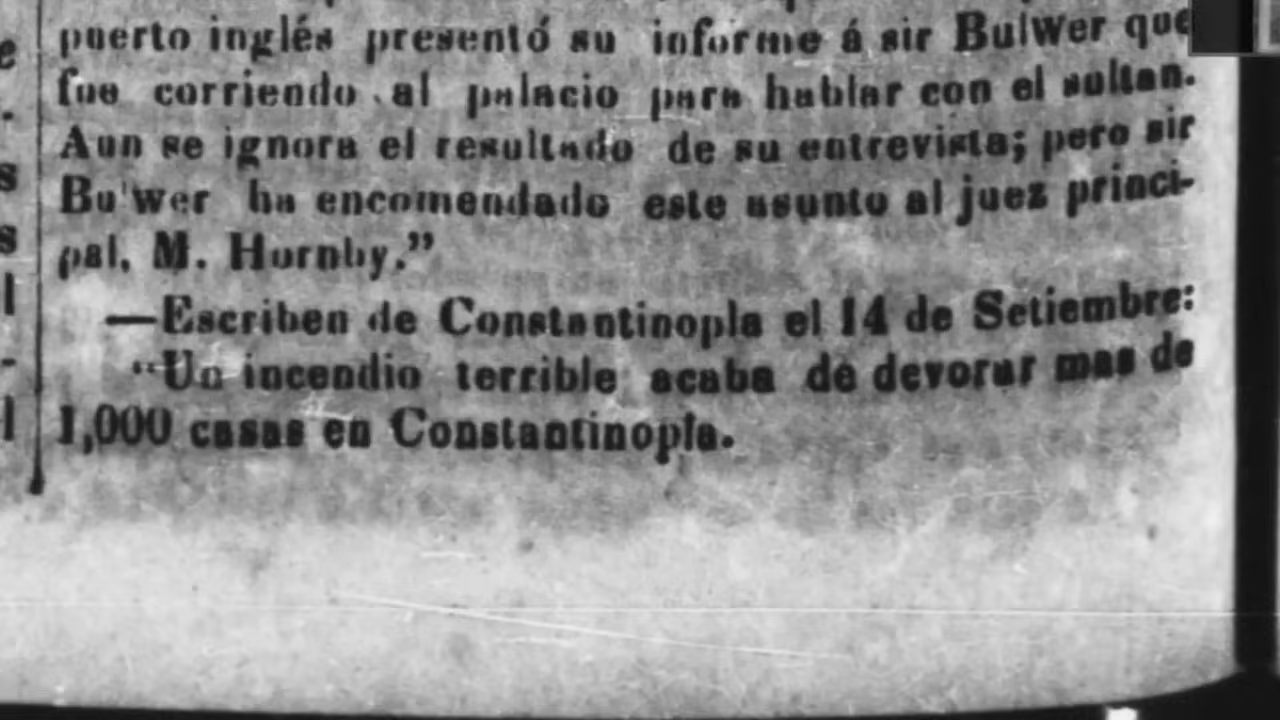 puerto inglés presentó su informe á sir Bulwer que
fue corriendo al palacio para hablar con el sultan.
Aun se ignora el resultado de su entrevista; pero sir
Bulwer ha encomendado este asunto al juez princi-
pal, M. Hornby.”
—Escriben de Constantinopla el 14 de Setiembre:
“Un incendio terrible acaba de devorar mas de
1,000 casas en Constantinopla.